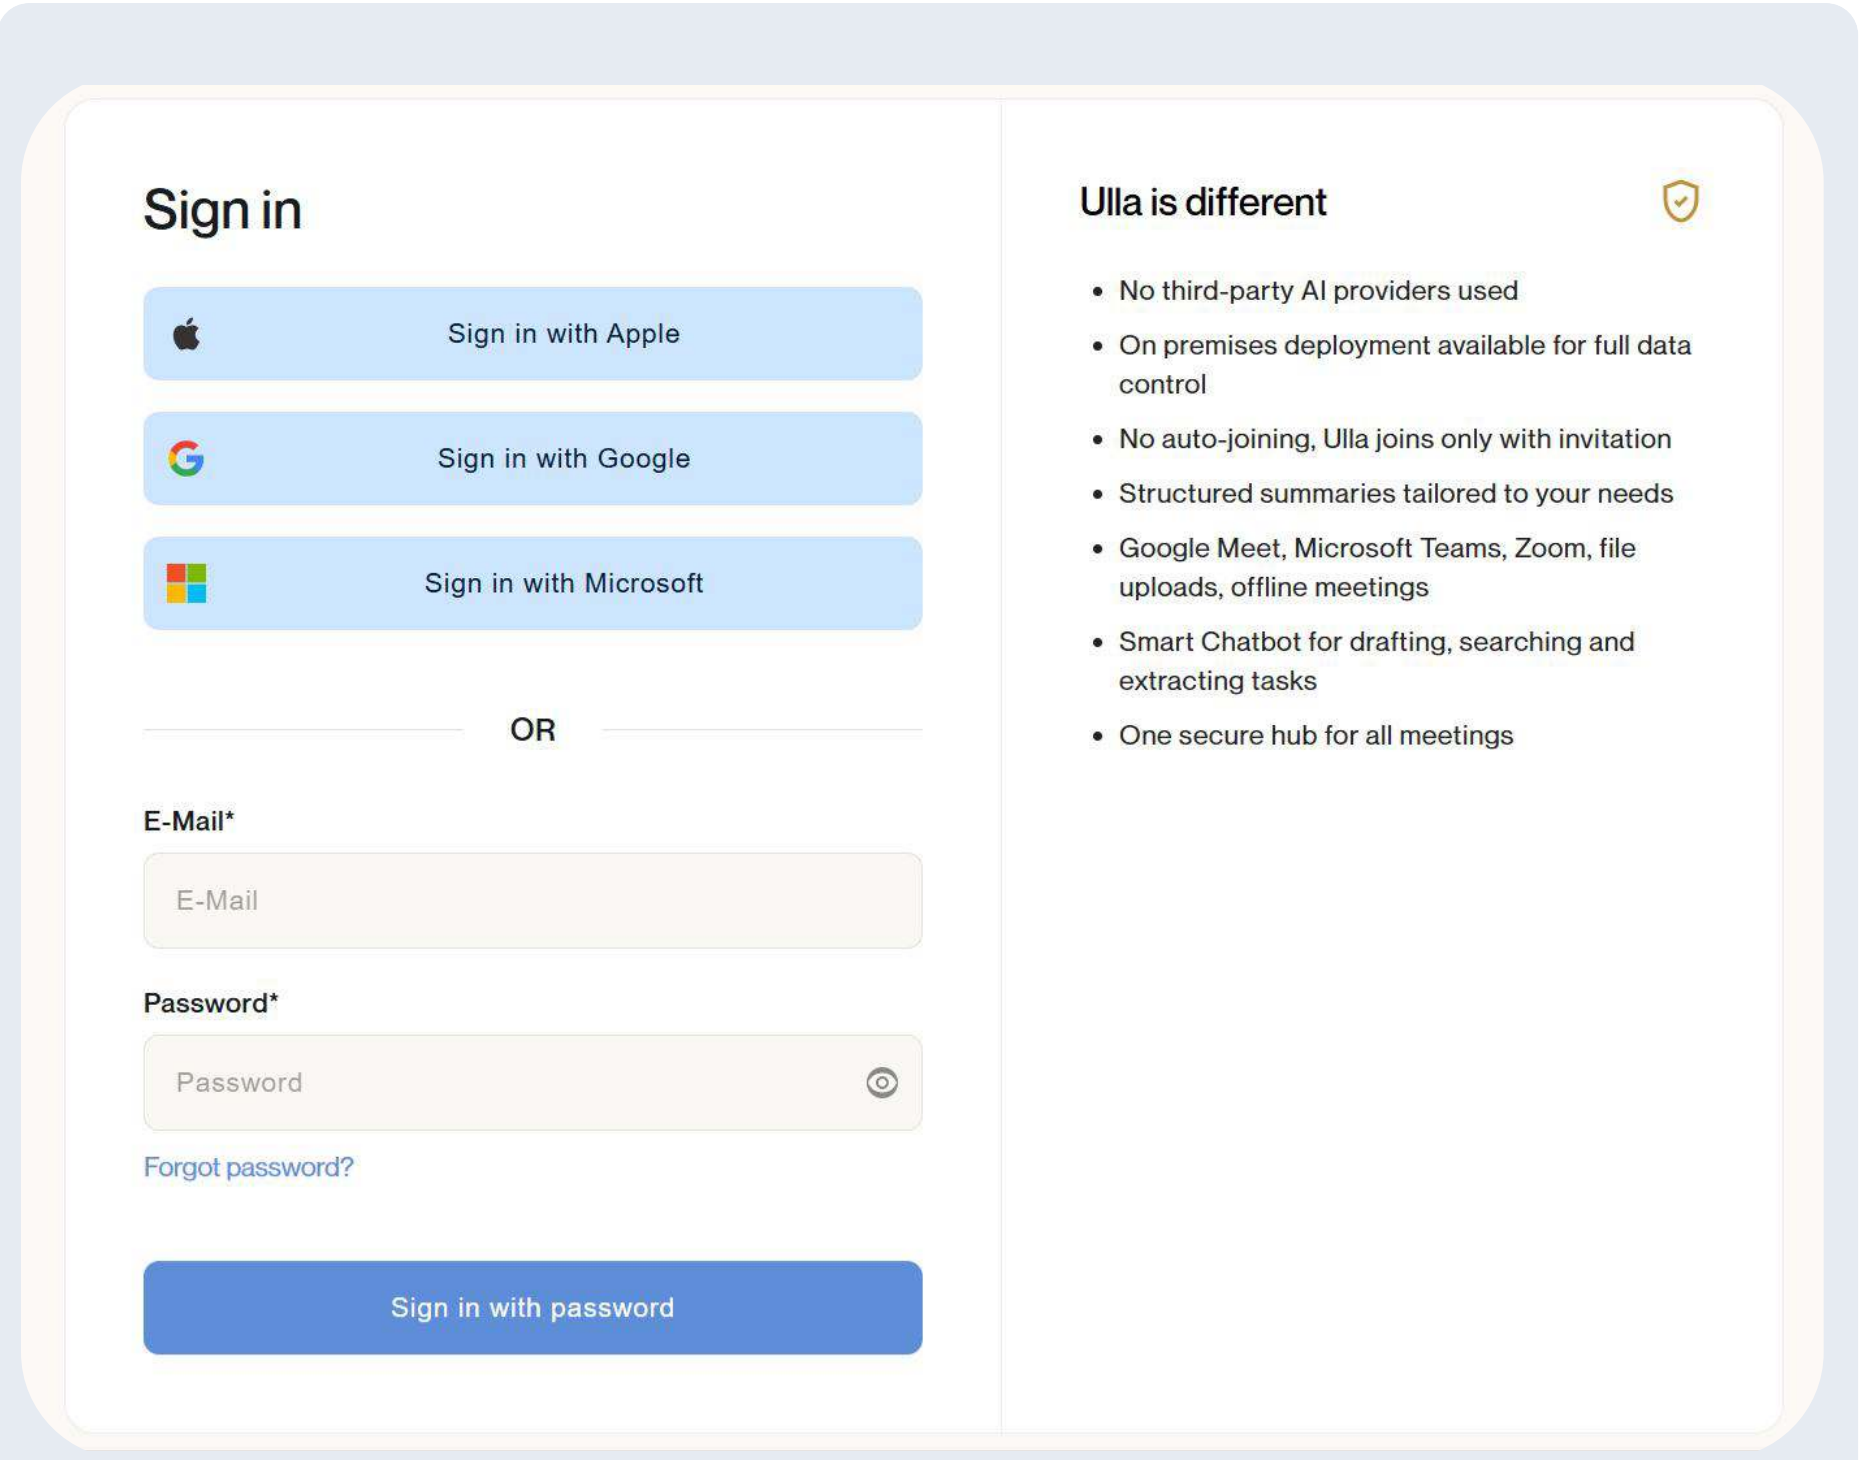 Sign in
Sign in with Apple
Sign in with Google
Sign in with Microsoft
OR
E-Mail*
E-Mail
Password*
Password
Forgot password?
Sign in with password
Ulla is different
• No third-party AI providers used
• On premises deployment available for full data
control
• No auto-joining, Ulla joins only with invitation
• Structured summaries tailored to your needs
• Google Meet, Microsoft Teams, Zoom, file
uploads, offline meetings
• Smart Chatbot for drafting, searching and
extracting tasks
• One secure hub for all meetings